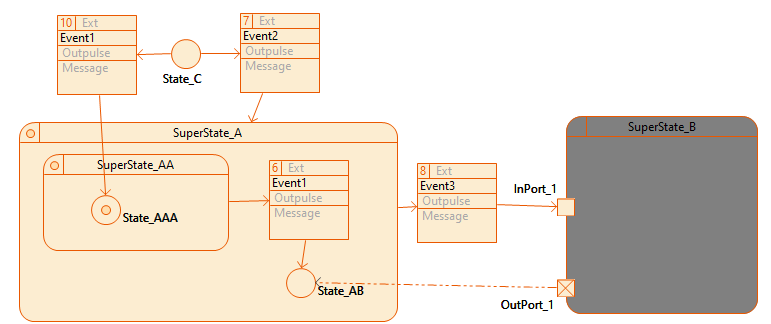 10 Ext
Event1
Outpulse
Message
7 Ext
Event2
Outpulse
Message
State_C
SuperState_A
SuperState_B
SuperState_AA
6 Ext
Event1
Outpulse
Message
8 Ext
Event3
Outpulse
Message
InPort_1
State_AAA
State_AB
OutPort_1